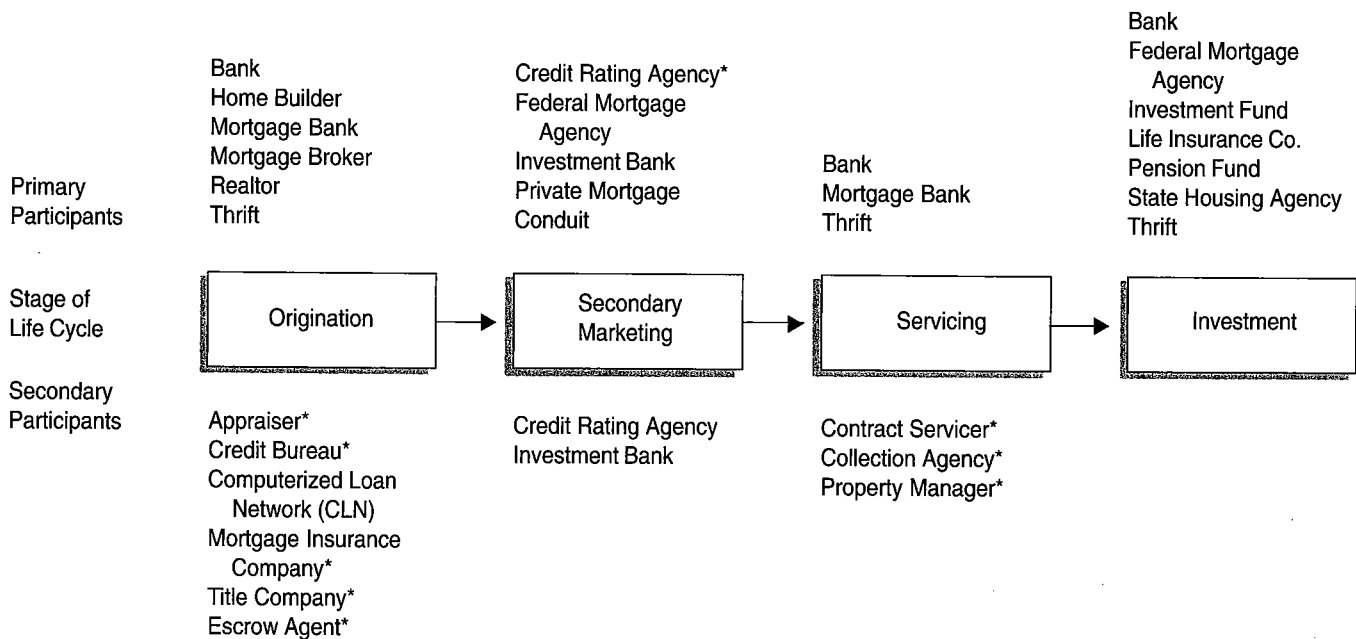 Primary
Participants
Bank
Home Builder
Mortgage Bank
Mortgage Broker
Realtor
Thrift
Credit Rating Agency*
Federal Mortgage
Agency
Investment Bank
Private Mortgage
Conduit
Bank
Mortgage Bank
Thrift
Bank
Federal Mortgage
Agency
Investment Fund
Life Insurance Co.
Pension Fund
State Housing Agency
Thrift
Stage of
Life Cycle
Origination
Secondary
Marketing
Servicing
Investment
Secondary
Participants
Appraiser*
Credit Bureau*
Computerized Loan
Network (CLN)
Mortgage Insurance
Company*
Title Company*
Escrow Agent*
Credit Rating Agency
Investment Bank
Contract Servicer*
Collection Agency*
Property Manager*